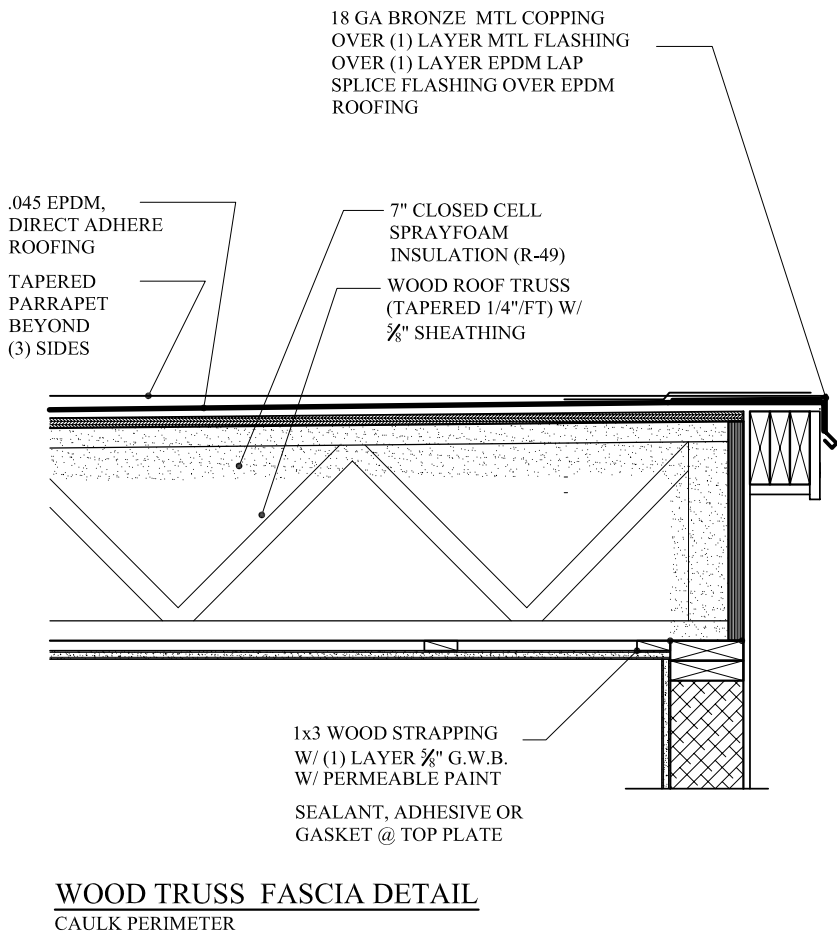 18 GA BRONZE MTL COPPING
OVER (1) LAYER MTL FLASHING
OVER (1) LAYER EPDM LAP
SPLICE FLASHING OVER EPDM
ROOFING
.045 EPDM,
DIRECT ADHERE
ROOFING
TAPERED
PARRAPET
BEYOND
(3) SIDES
7" CLOSED CELL
SPRAYFOAM
INSULATION (R-49)
WOOD ROOF TRUSS
(TAPERED 1/4"/FT) W/
5/8" SHEATHING
1x3 WOOD STRAPPING
W/ (1) LAYER 5/8" G.W.B.
W/ PERMEABLE PAINT
SEALANT, ADHESIVE OR
GASKET @ TOP PLATE
WOOD TRUSS FASCIA DETAIL
CAULK PERIMETER